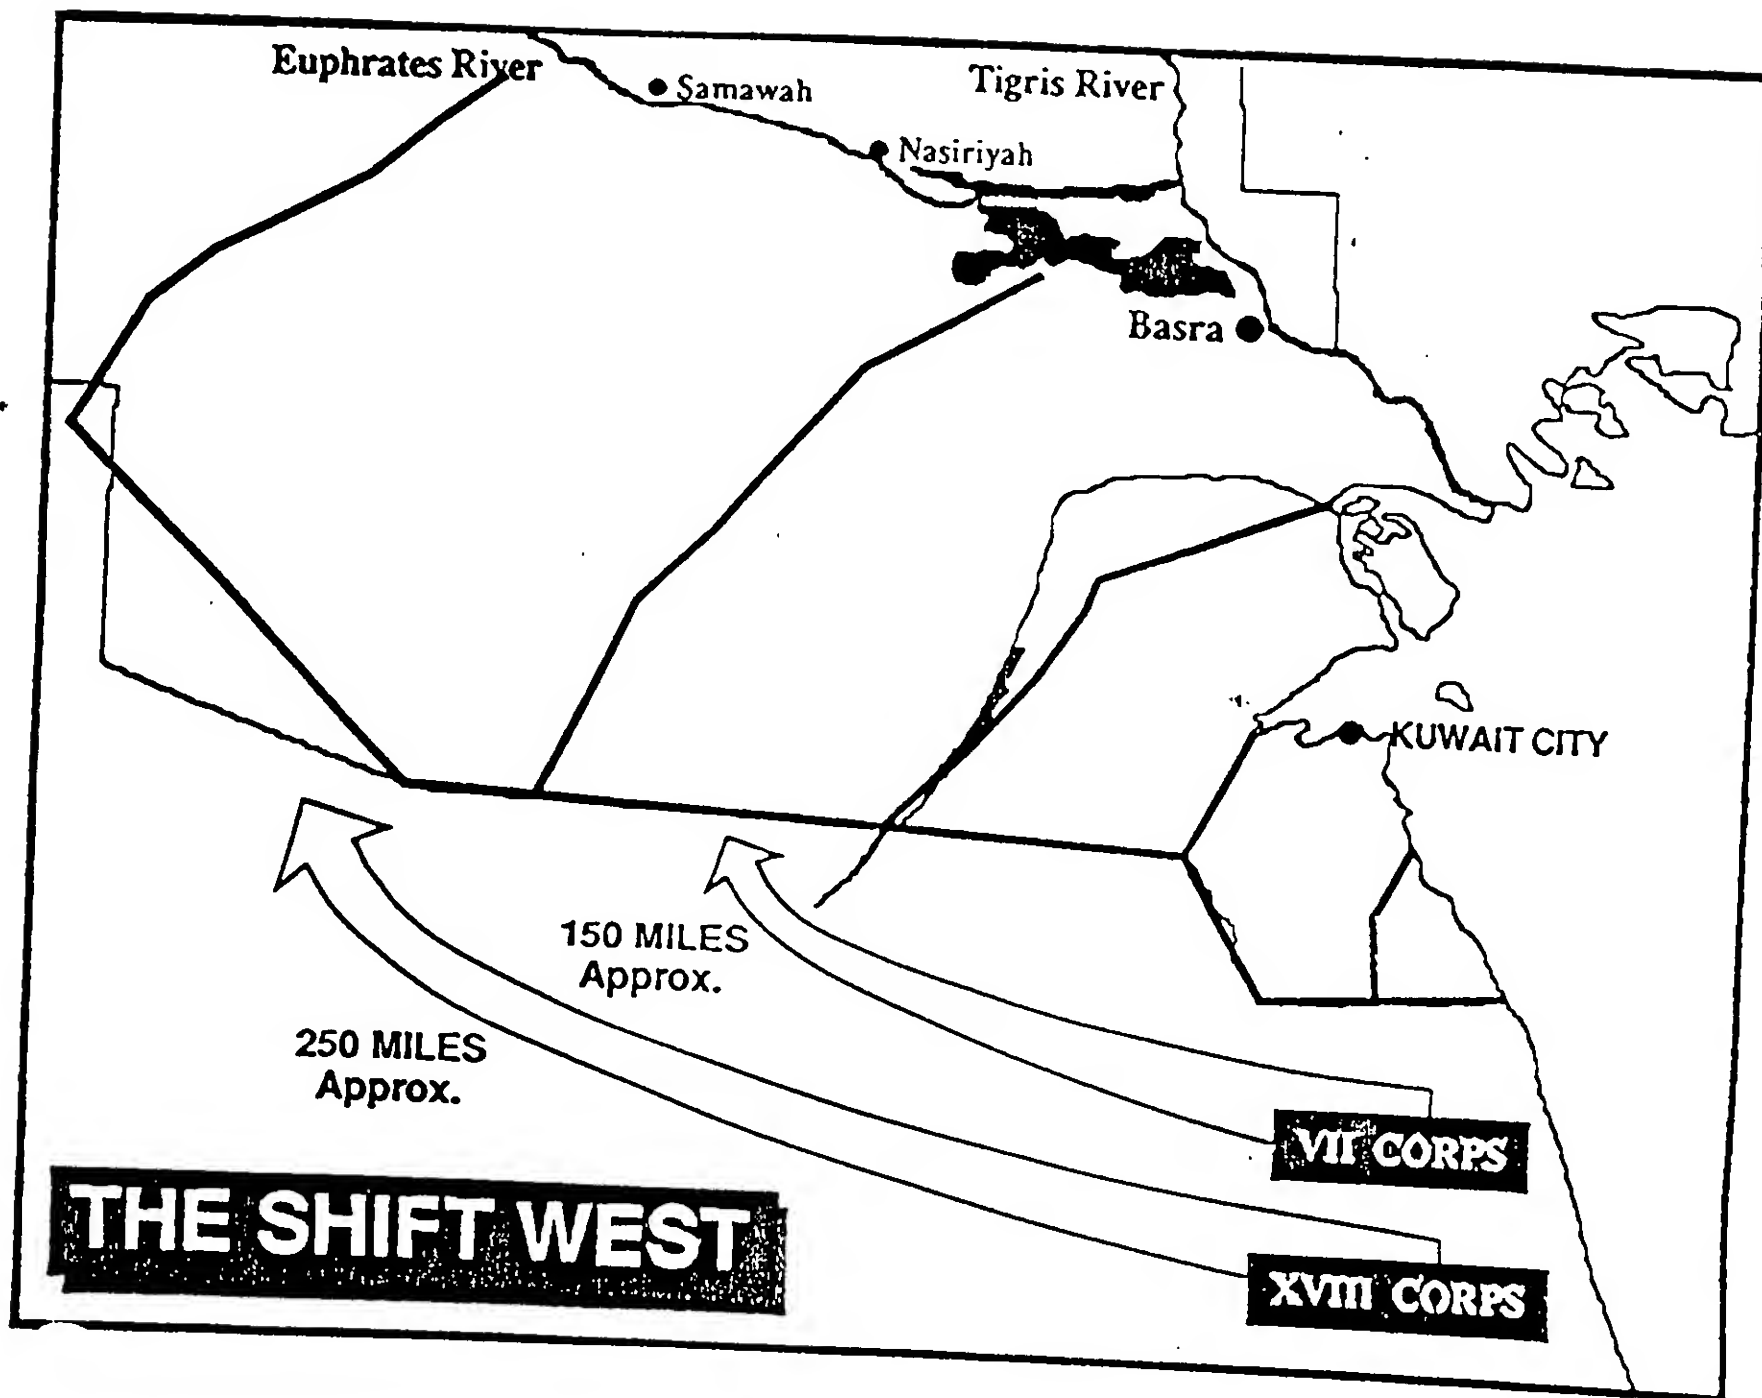 Euphrates River
Samawah
Tigris River
Nasiriyah
Basra
KUWAIT CITY
150 MILES
Approx.
250 MILES
Approx.
VII CORPS
THE SHIFT WEST
XVIII CORPS